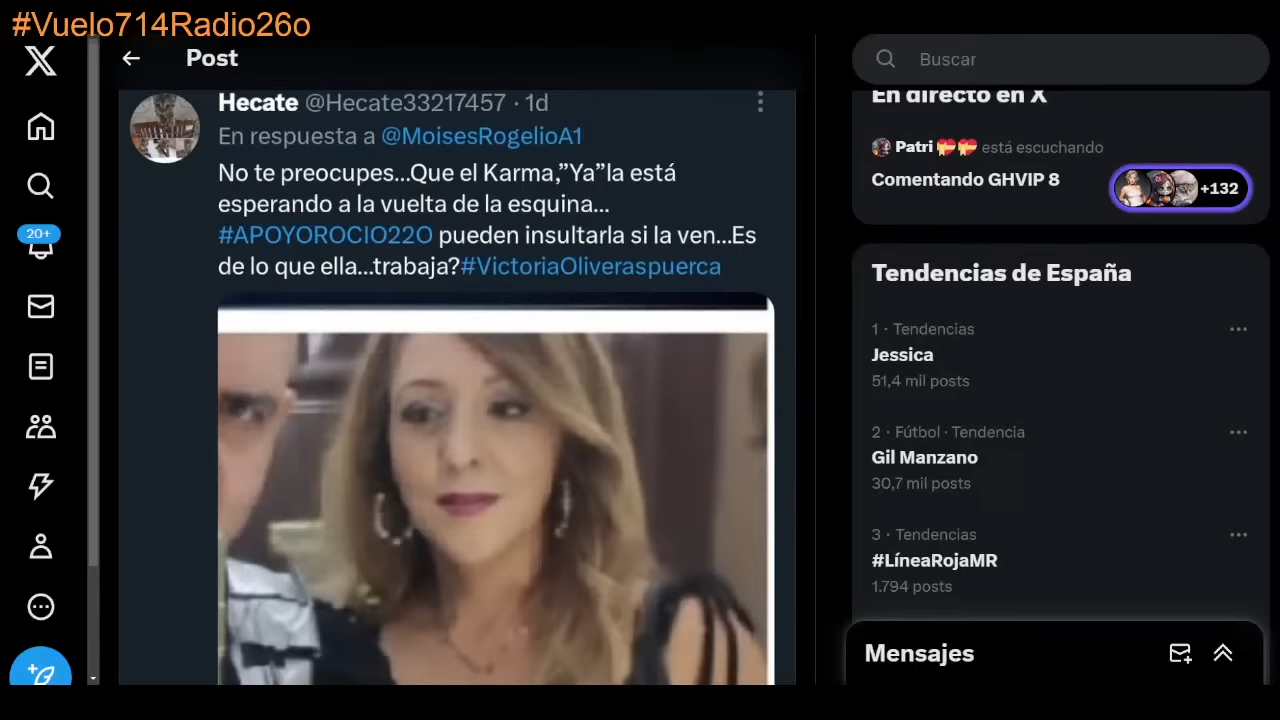 #Vuelo714Radio26o
Post
Hecate @Hecate33217457 · 1d
En respuesta a @MoisesRogelioA1
No te preocupes...Que el Karma,”Ya”la está
esperando a la vuelta de la esquina...
#APOYOROCIO22O pueden insultarla si la ven...Es
de lo que ella...trabaja?#VictoriaOliveraspuerca
20+
Buscar
En directo en X
Patri está escuchando
Comentando GHVIP 8
+132
Tendencias de España
1 · Tendencias
Jessica
51,4 mil posts
2 · Fútbol · Tendencia
Gil Manzano
30,7 mil posts
3 · Tendencias
#LíneaRojaMR
1.794 posts
Mensajes